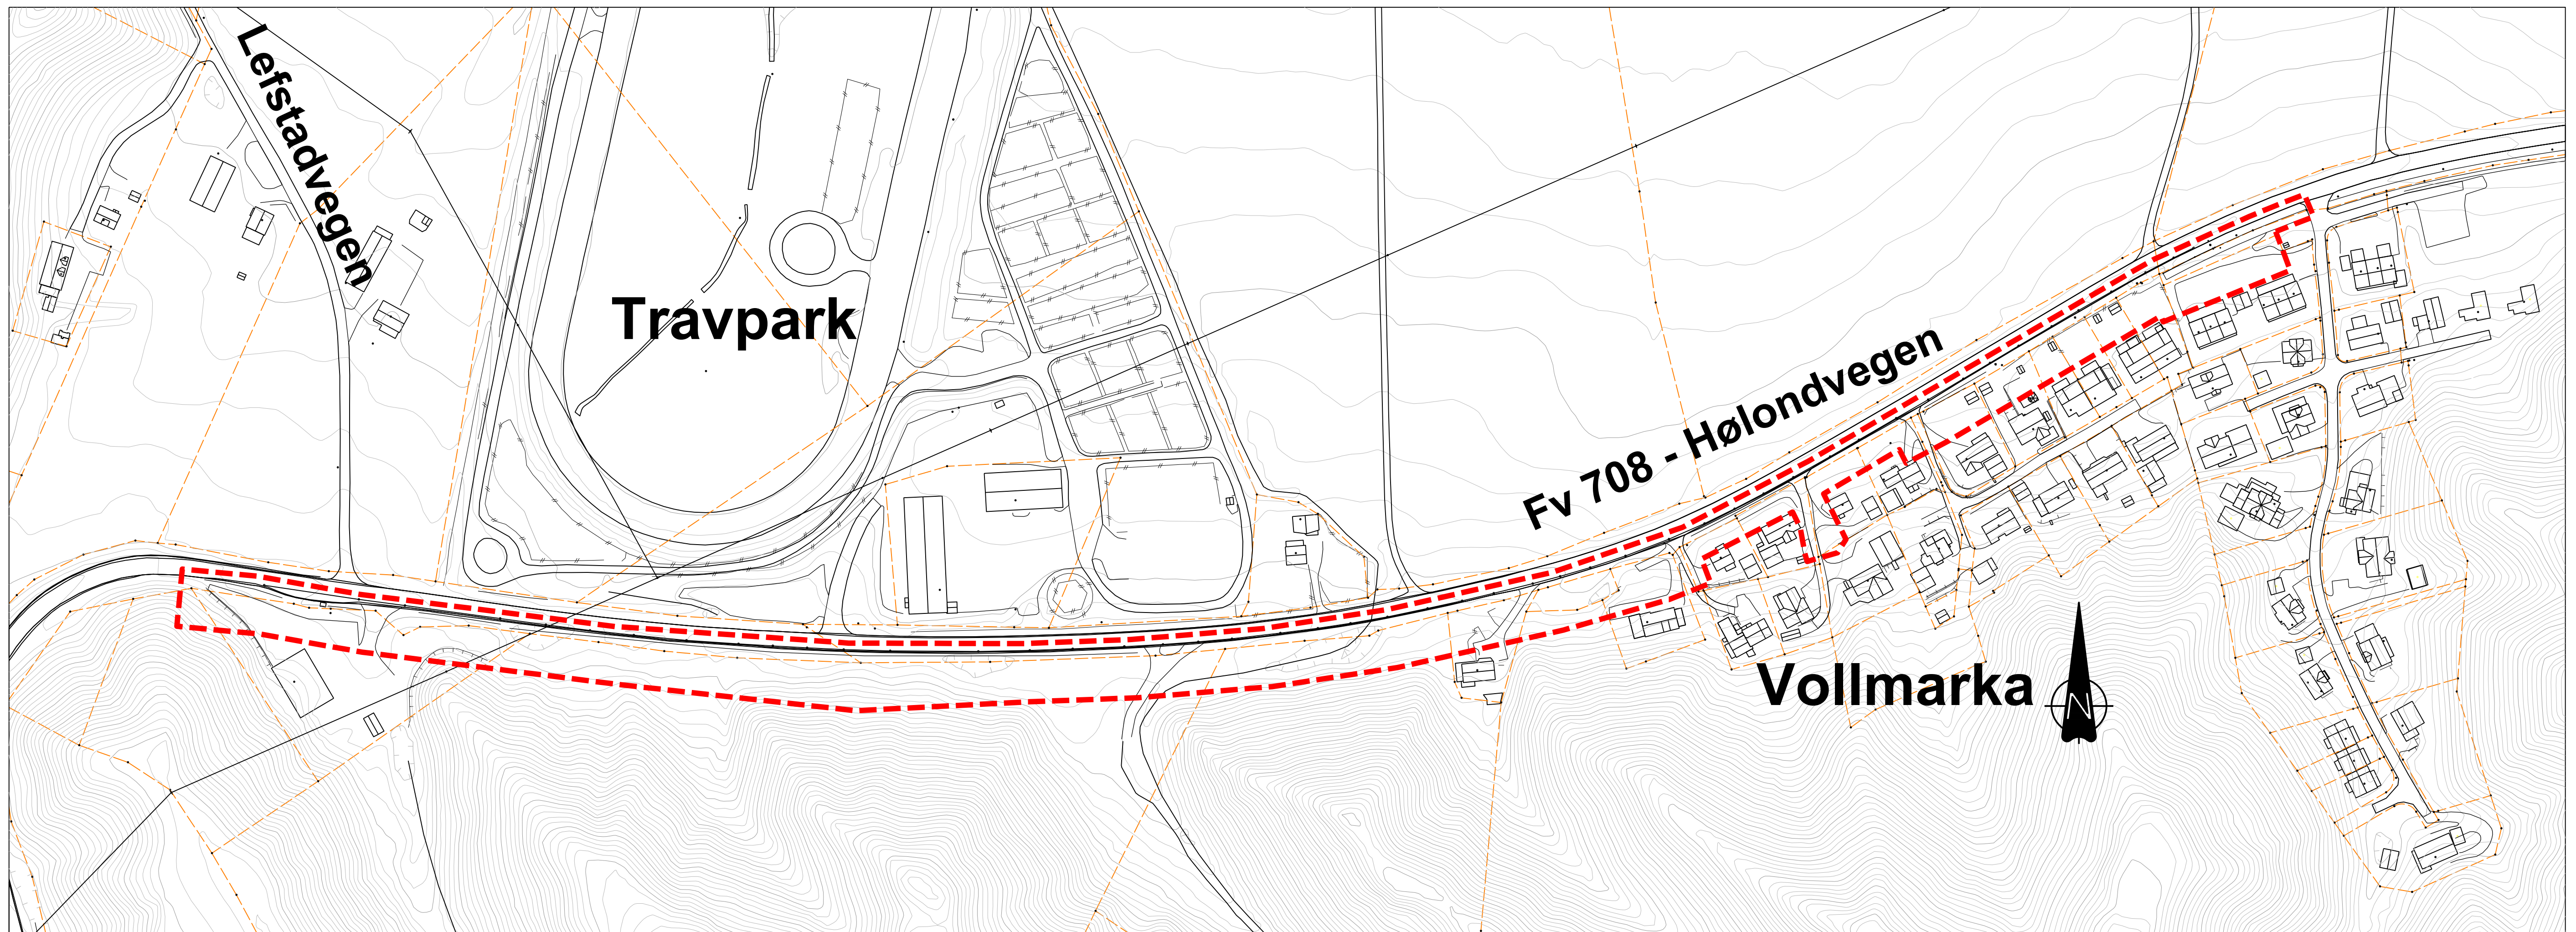 Lefstadvegen
Travpark
Fv 708 - Hølondvegen
Vollmarka
N